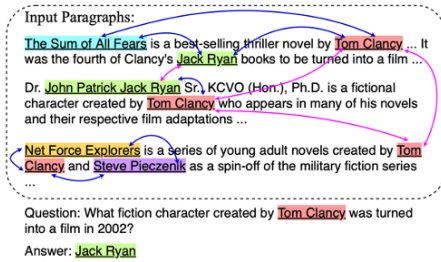 Input Paragraphs:
The Sum of All Fears is a best-selling thriller novel by Tom Clancy ... It
was the fourth of Clancy's Jack Ryan books to be turned into a film ...
Dr. John Patrick Jack Ryan Sr., KCVO (Hon.), Ph.D. is a fictional
character created by Tom Clancy who appears in many of his novels
and their respective film adaptations ...
Net Force Explorers is a series of young adult novels created by Tom
Clancy and Steve Pieczenik as a spin-off of the military fiction series
...
Question: What fiction character created by Tom Clancy was turned
into a film in 2002?
Answer: Jack Ryan